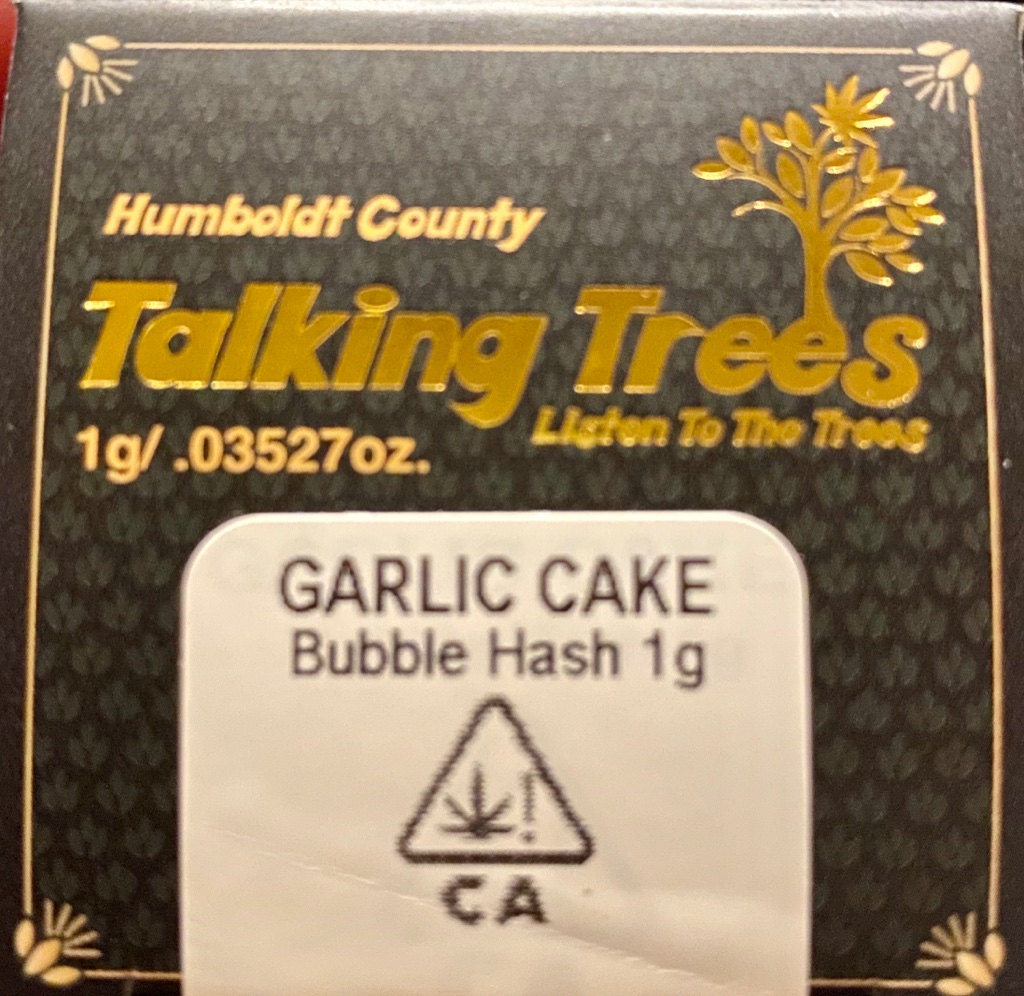 Humboldt County
Talking Trees
Listen To The Trees
1g/ .03527oz.
GARLIC CAKE
Bubble Hash 1g
!
CA